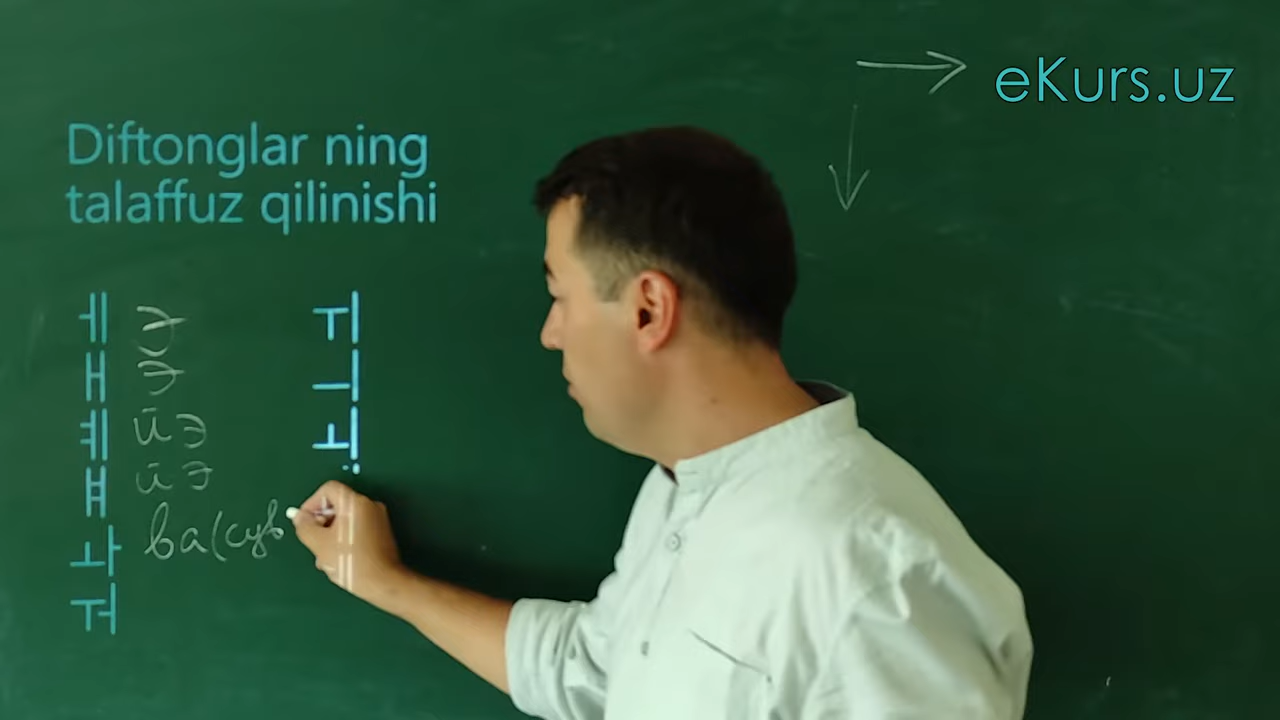 eKurs.uz
Diftonglar ning
talaffuz qilinishi
ㅔ э ㅟ
ㅐ э ㅢ
ㅖ йэ ㅚ
ㅒ йэ
ㅘ ва(
ㅝ